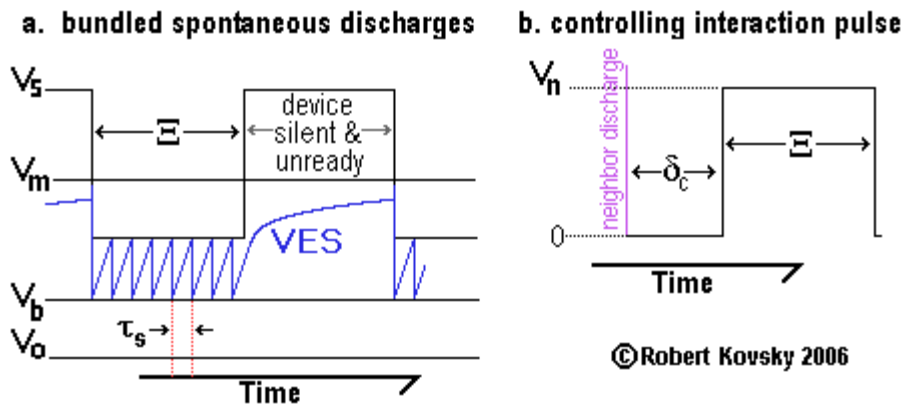 a. bundled spontaneous discharges
Vs
Ξ
device
silent &
unready
Vm
VES
Vb
τs
Vo
Time
b. controlling interaction pulse
Vn
neighbor discharge
δc
Ξ
0
Time
©Robert Kovsky 2006